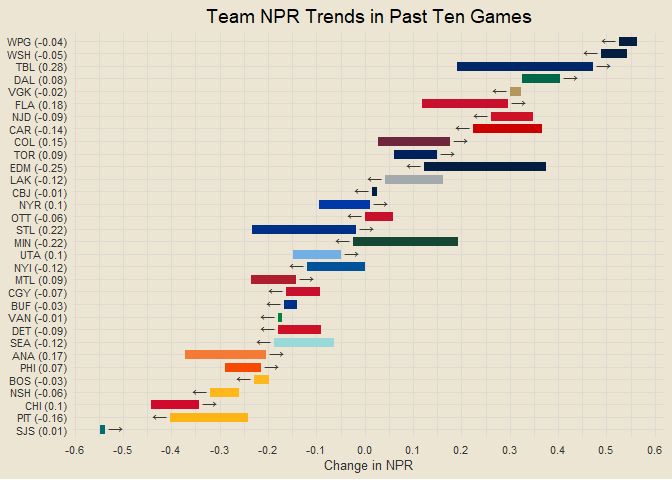 Team NPR Trends in Past Ten Games
WPG (-0.04)
WSH (-0.05)
TBL (0.28)
DAL (0.08)
VGK (-0.02)
FLA (0.18)
NJD (-0.09)
CAR (-0.14)
COL (0.15)
TOR (0.09)
EDM (-0.25)
LAK (-0.12)
CBJ (-0.01)
NYR (0.1)
OTT (-0.06)
STL (0.22)
MIN (-0.22)
UTA (0.1)
NYI (-0.12)
MTL (0.09)
CGY (-0.07)
BUF (-0.03)
VAN (-0.01)
DET (-0.09)
SEA (-0.12)
ANA (0.17)
PHI (0.07)
BOS (-0.03)
NSH (-0.06)
CHI (0.1)
PIT (-0.16)
SJS (0.01)
-0.6 -0.5 -0.4 -0.3 -0.2 -0.1 0.0 0.1 0.2 0.3 0.4 0.5 0.6
Change in NPR